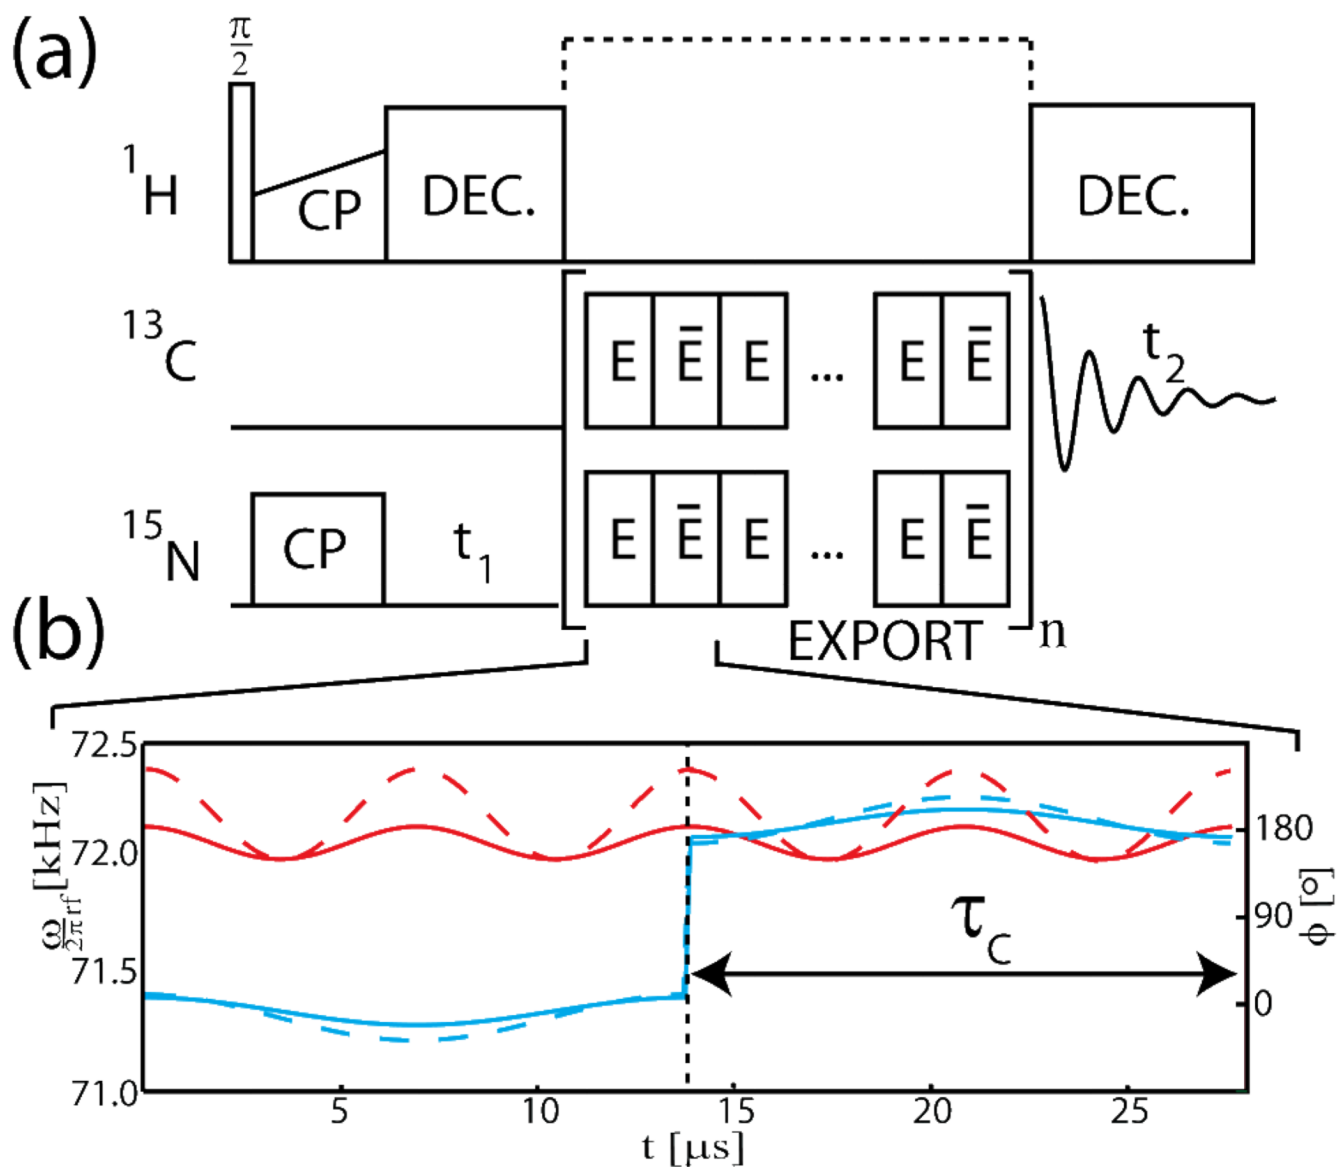 (a)
π/2
¹H CP DEC. DEC.
¹³C E Ē E ... E Ē t₂
¹⁵N CP t₁ E Ē E ... E Ē
EXPORT n
(b)
72.5
72.0 180
τ_C
90
71.5
0
71.0
ω/2π rf [kHz]
ϕ [°]
5 10 15 20 25
t [µs]